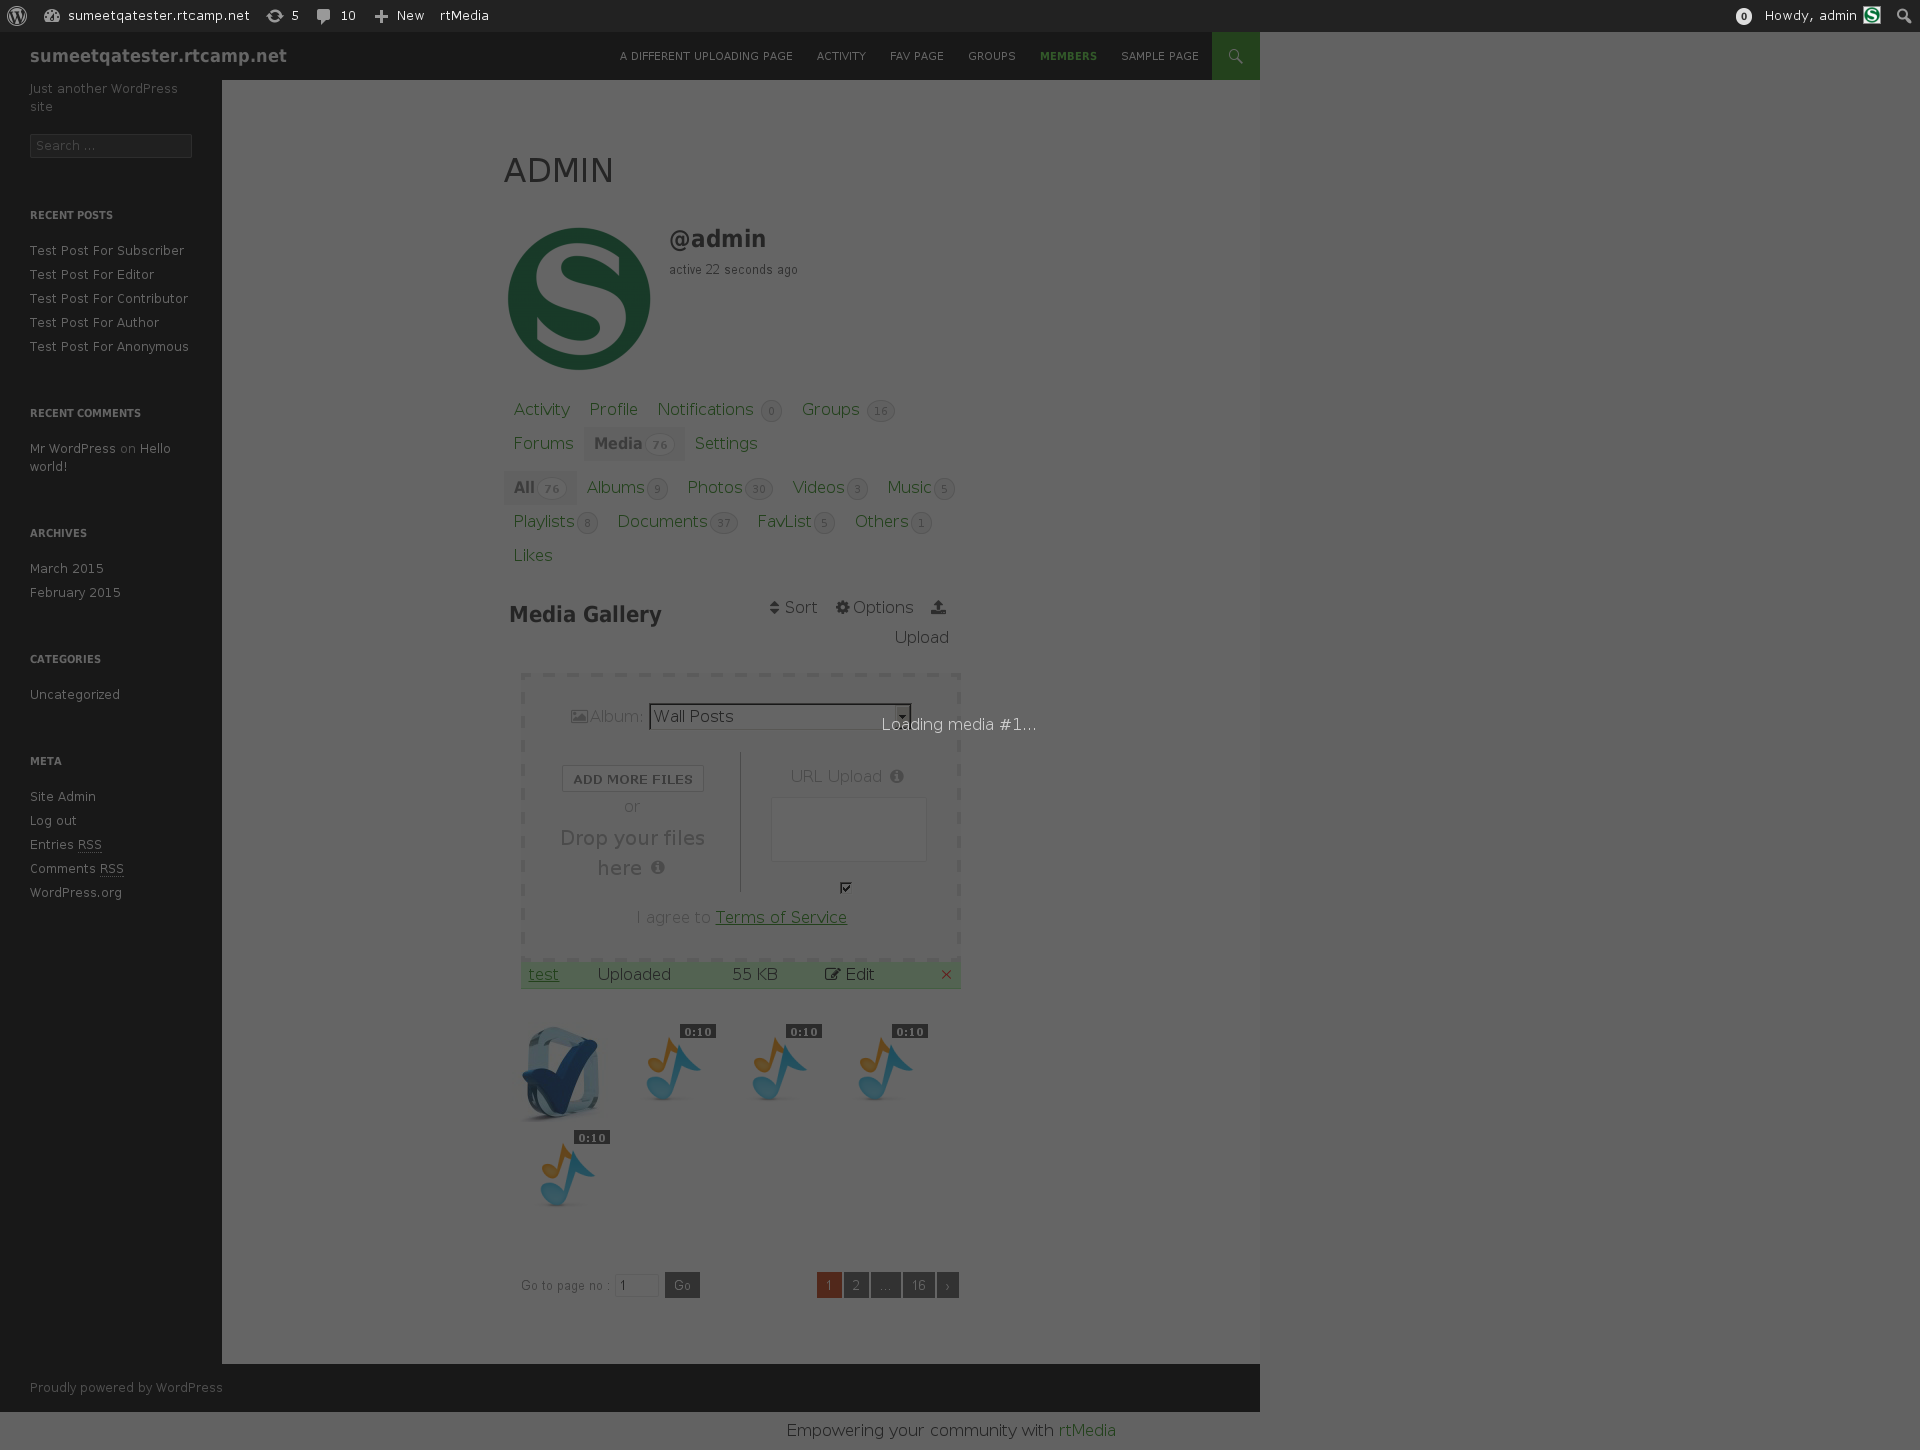 sumeetqatester.rtcamp.net 5 10 New rtMedia 0 Howdy, admin
sumeetqatester.rtcamp.net A DIFFERENT UPLOADING PAGE ACTIVITY FAV PAGE GROUPS MEMBERS SAMPLE PAGE
Just another WordPress
site
Search ...
RECENT POSTS
Test Post For Subscriber
Test Post For Editor
Test Post For Contributor
Test Post For Author
Test Post For Anonymous
RECENT COMMENTS
Mr WordPress on Hello
world!
ARCHIVES
March 2015
February 2015
CATEGORIES
Uncategorized
META
Site Admin
Log out
Entries RSS
Comments RSS
WordPress.org
ADMIN
@admin
active 22 seconds ago
Activity Profile Notifications 0 Groups 16
Forums Media 76 Settings
All 76 Albums 9 Photos 30 Videos 3 Music 5
Playlists 8 Documents 37 FavList 5 Others 1
Likes
Media Gallery Sort Options
Upload
Album: Wall Posts
Loading media #1...
ADD MORE FILES URL Upload
or
Drop your files
here
I agree to Terms of Service
test Uploaded 55 KB Edit ×
0:10 0:10 0:10
0:10
Go to page no : 1 Go 1 2 ... 16 ›
Proudly powered by WordPress
Empowering your community with rtMedia